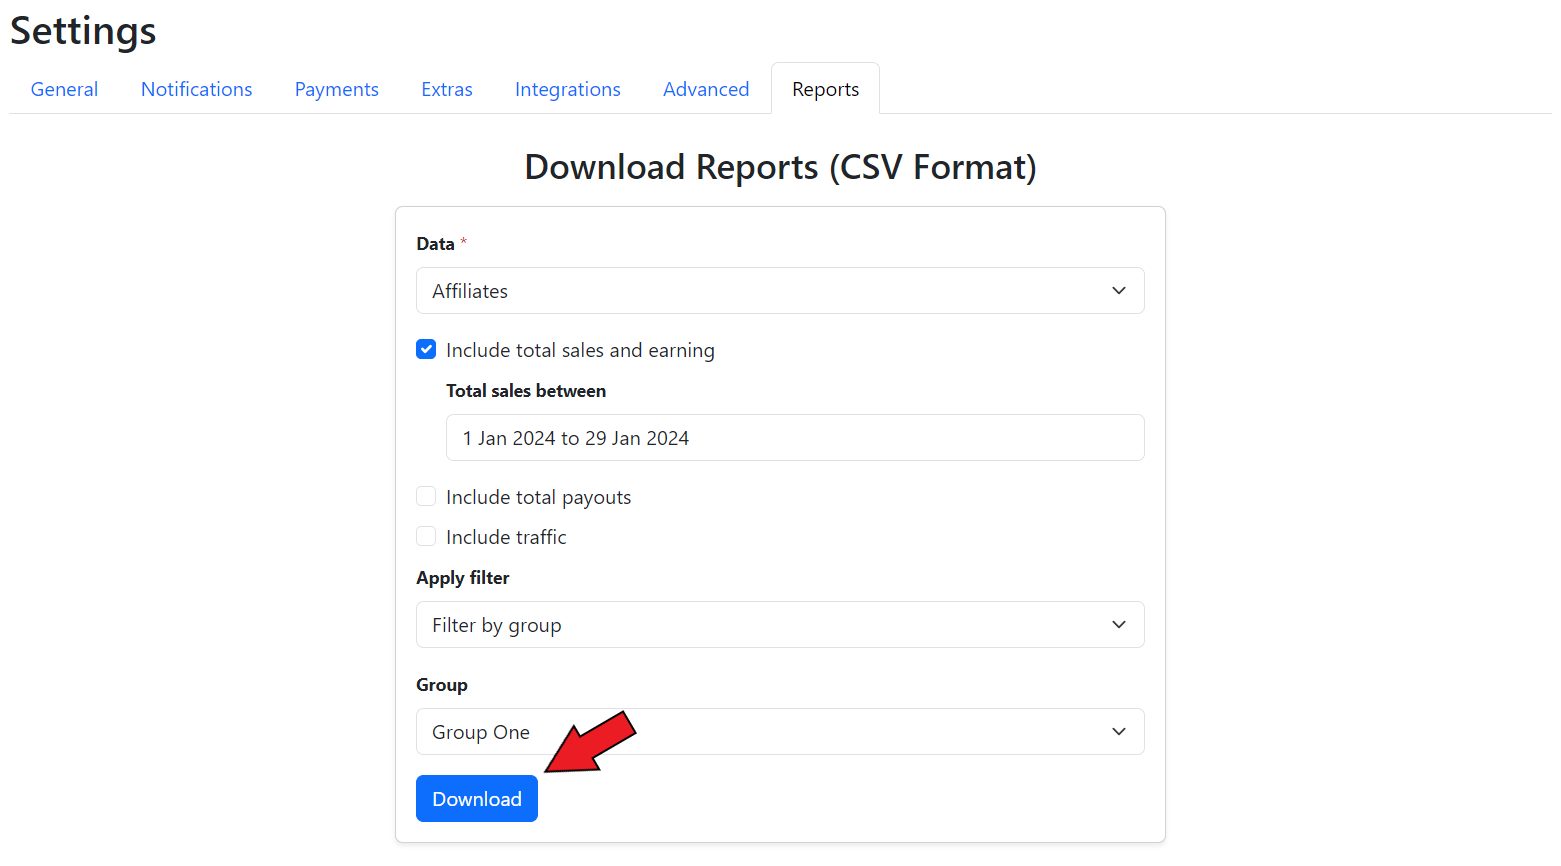 Settings
General Notifications Payments Extras Integrations Advanced Reports
Download Reports (CSV Format)
Data *
Affiliates
Include total sales and earning
Total sales between
1 Jan 2024 to 29 Jan 2024
Include total payouts
Include traffic
Apply filter
Filter by group
Group
Group One
Download